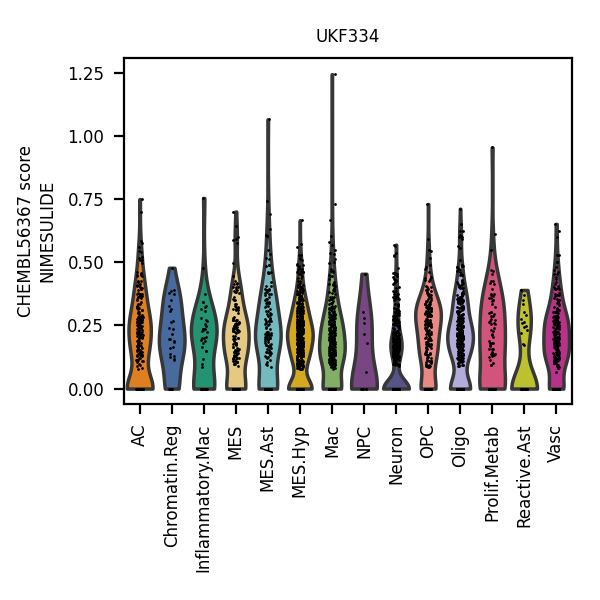 UKF334
CHEMBL56367 score
NIMESULIDE
1.25
1.00
0.75
0.50
0.25
0.00
AC
Chromatin.Reg
Inflammatory.Mac
MES
MES.Ast
MES.Hyp
Mac
NPC
Neuron
OPC
Oligo
Prolif.Metab
Reactive.Ast
Vasc